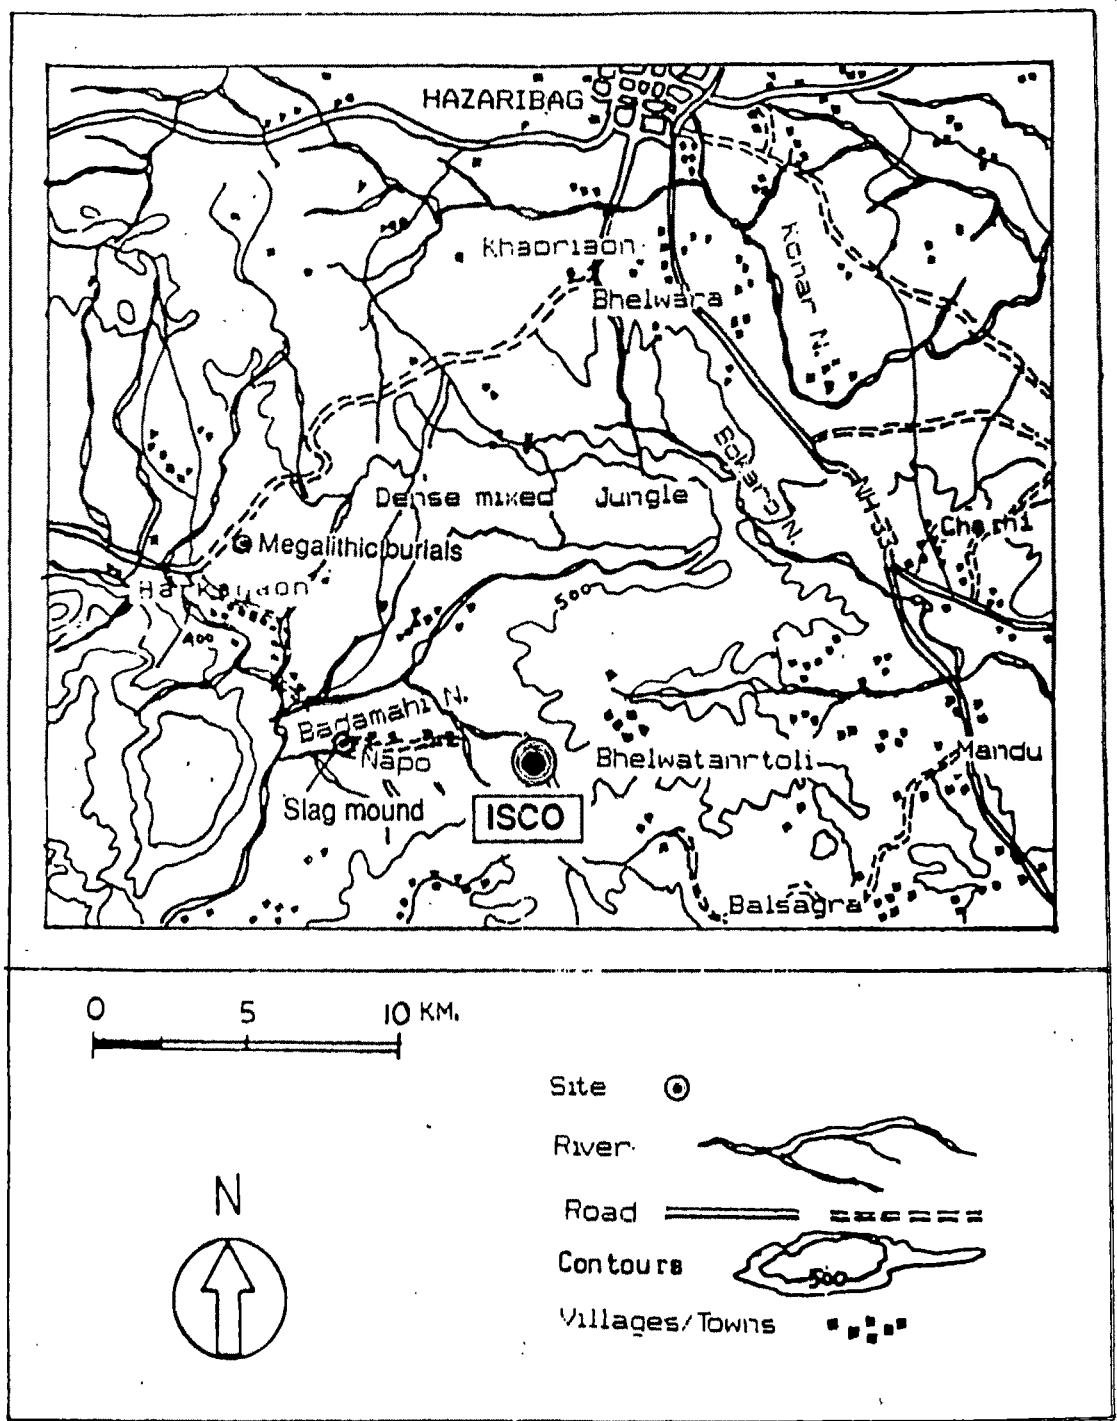 HAZARIBAG
Khaoriaon
Konar N.
Bhelwara
Bokaro N.
Dense mixed Jungle
NH 33
Charhi
Megalithic burials
500
400
Badamahi N.
Napo
Bhelwatanrtoli
Mandu
Slag mound
ISCO
Balsagra
0 5 10 KM.
Site
River
N
Road
Contours
500
Villages/Towns